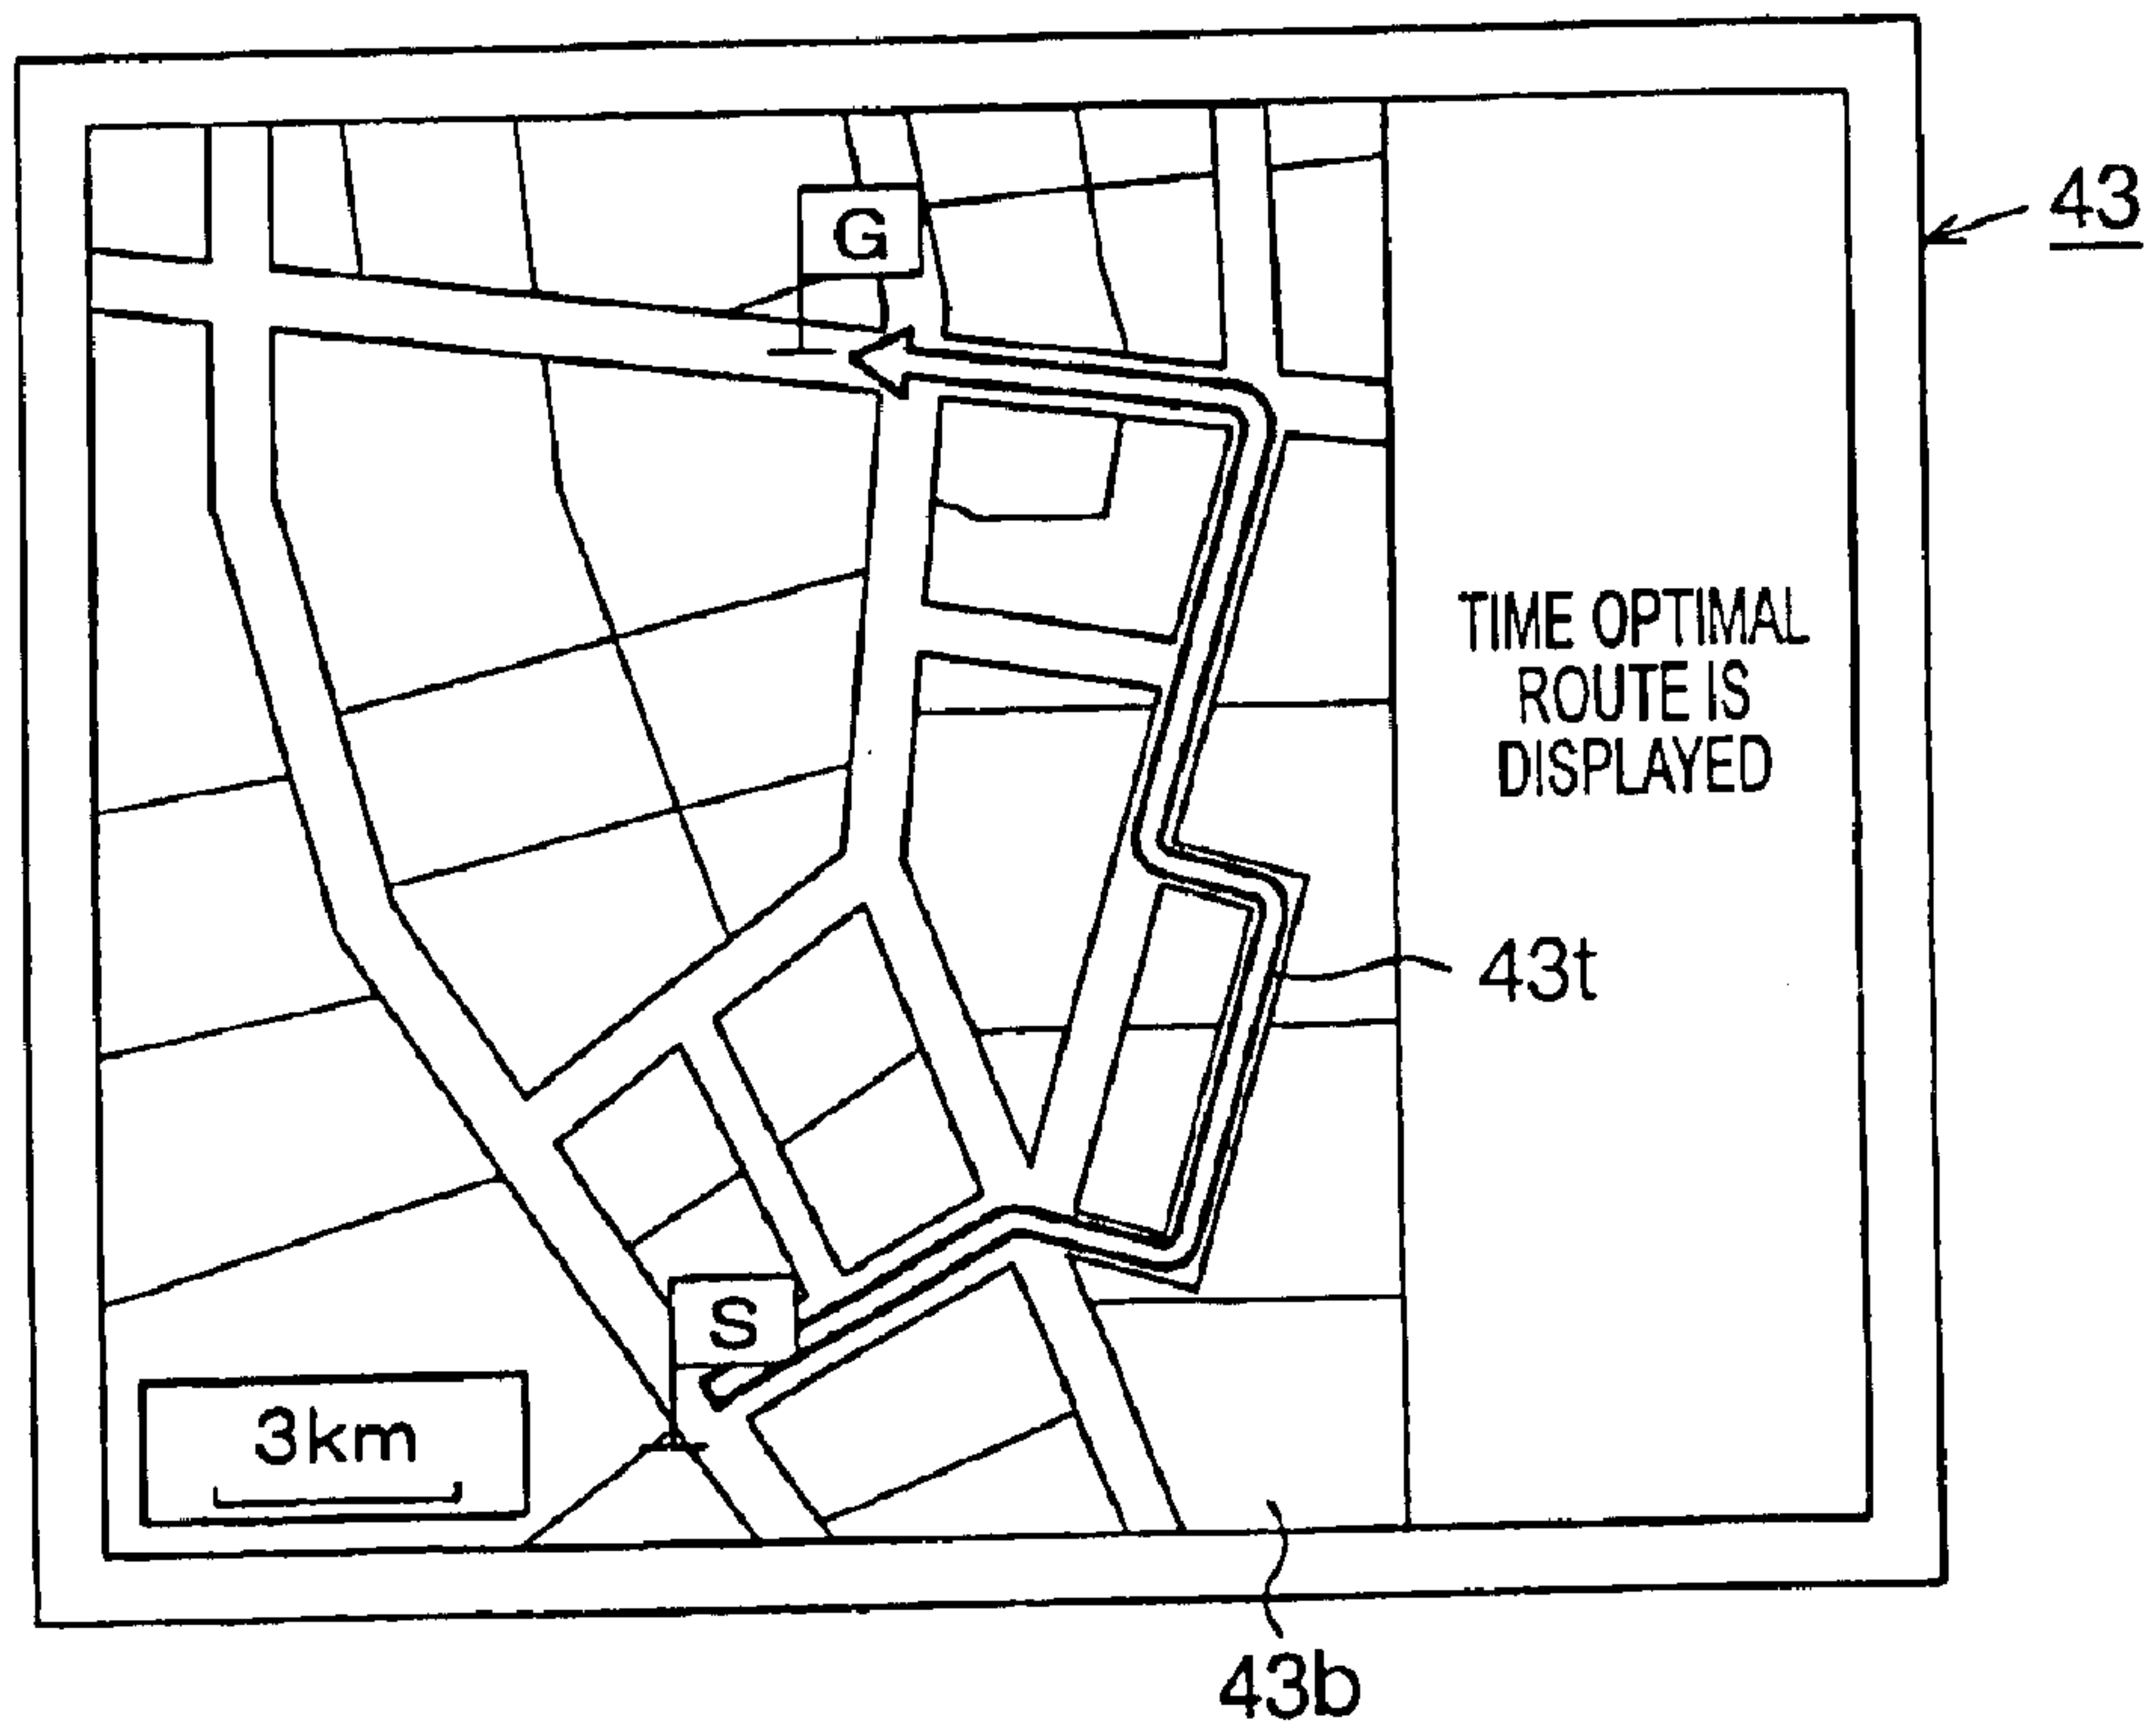 43
G
TIME OPTIMAL
ROUTE IS
DISPLAYED
43t
S
3km
43b